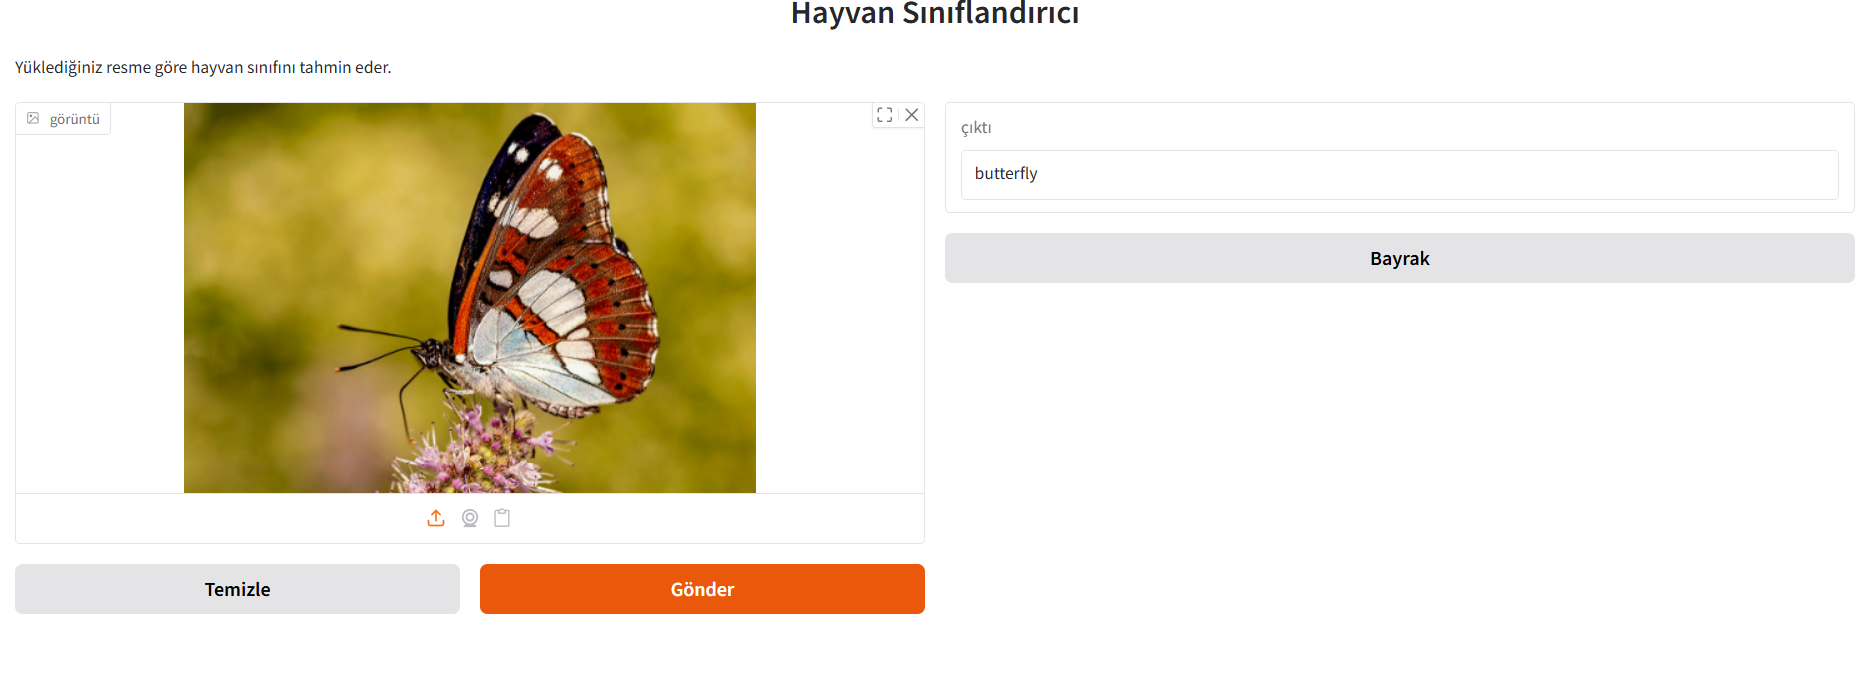 Hayvan Sınıflandırıcı
Yüklediğiniz resme göre hayvan sınıfını tahmin eder.
görüntü
çıktı
butterfly
Bayrak
Temizle
Gönder